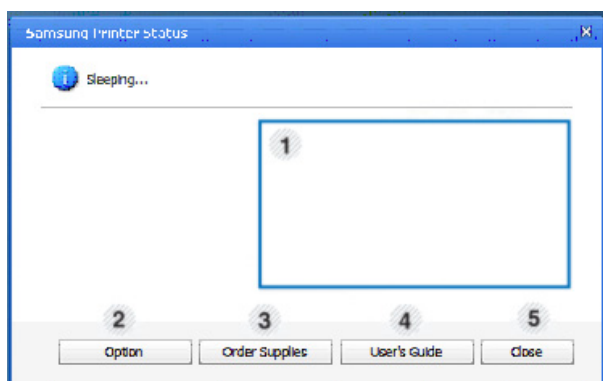 Samsung Printer Status
Sleeping...
1
2
3
4
5
Option
Order Supplies
User's Guide
Close